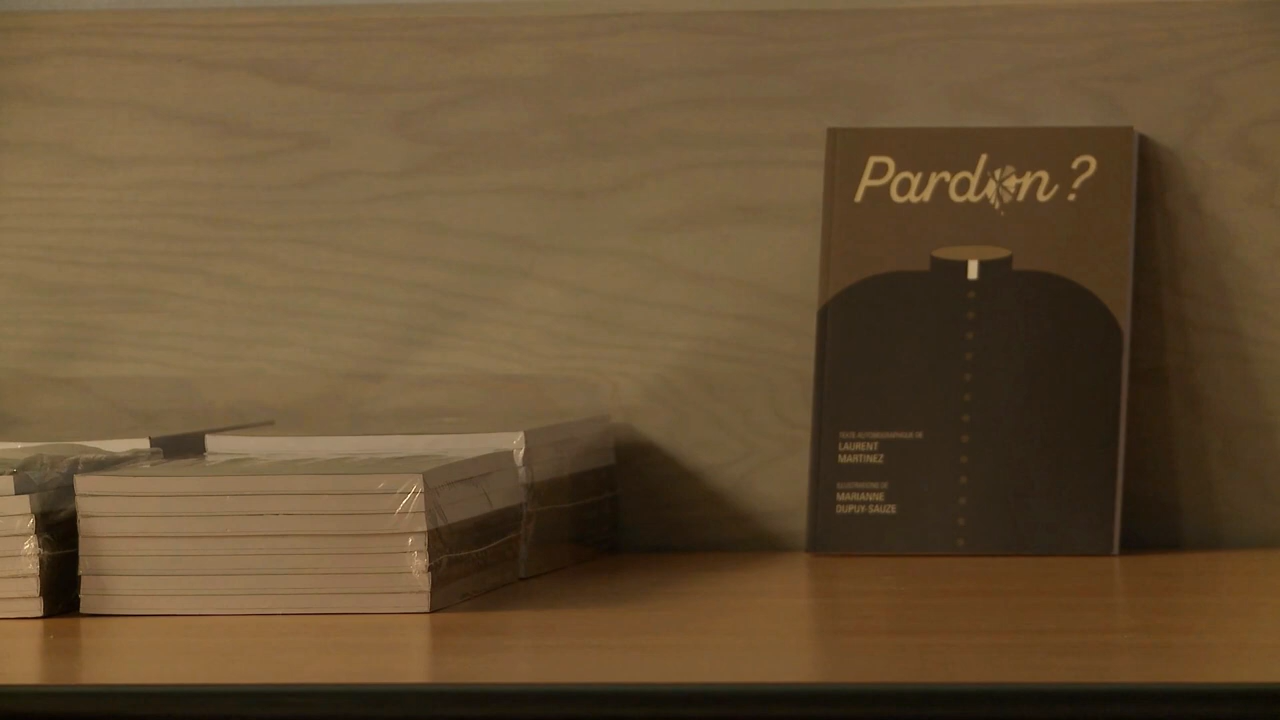 Pardon ?
TEXTE AUTOBIOGRAPHIQUE DE
LAURENT
MARTINEZ
ILLUSTRATIONS DE
MARIANNE
DUPUY-SAUZE